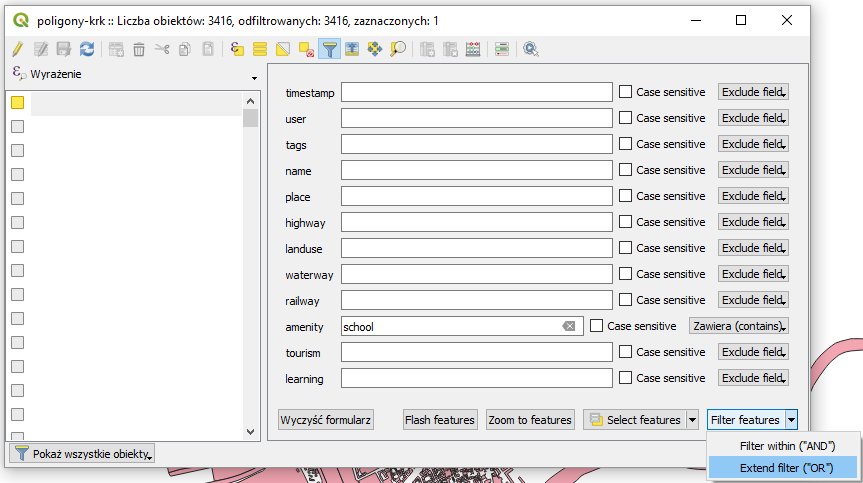 poligony-krk :: Liczba obiektów: 3416, odfiltrowanych: 3416, zaznaczonych: 1
Wyrażenie
timestamp Case sensitive Exclude field
user Case sensitive Exclude field
tags Case sensitive Exclude field
name Case sensitive Exclude field
place Case sensitive Exclude field
highway Case sensitive Exclude field
landuse Case sensitive Exclude field
waterway Case sensitive Exclude field
railway Case sensitive Exclude field
amenity school Case sensitive Zawiera (contains)
tourism Case sensitive Exclude field
learning Case sensitive Exclude field
Wyczyść formularz Flash features Zoom to features Select features Filter features
Filter within ("AND")
Pokaż wszystkie obiekty
Extend filter ("OR")